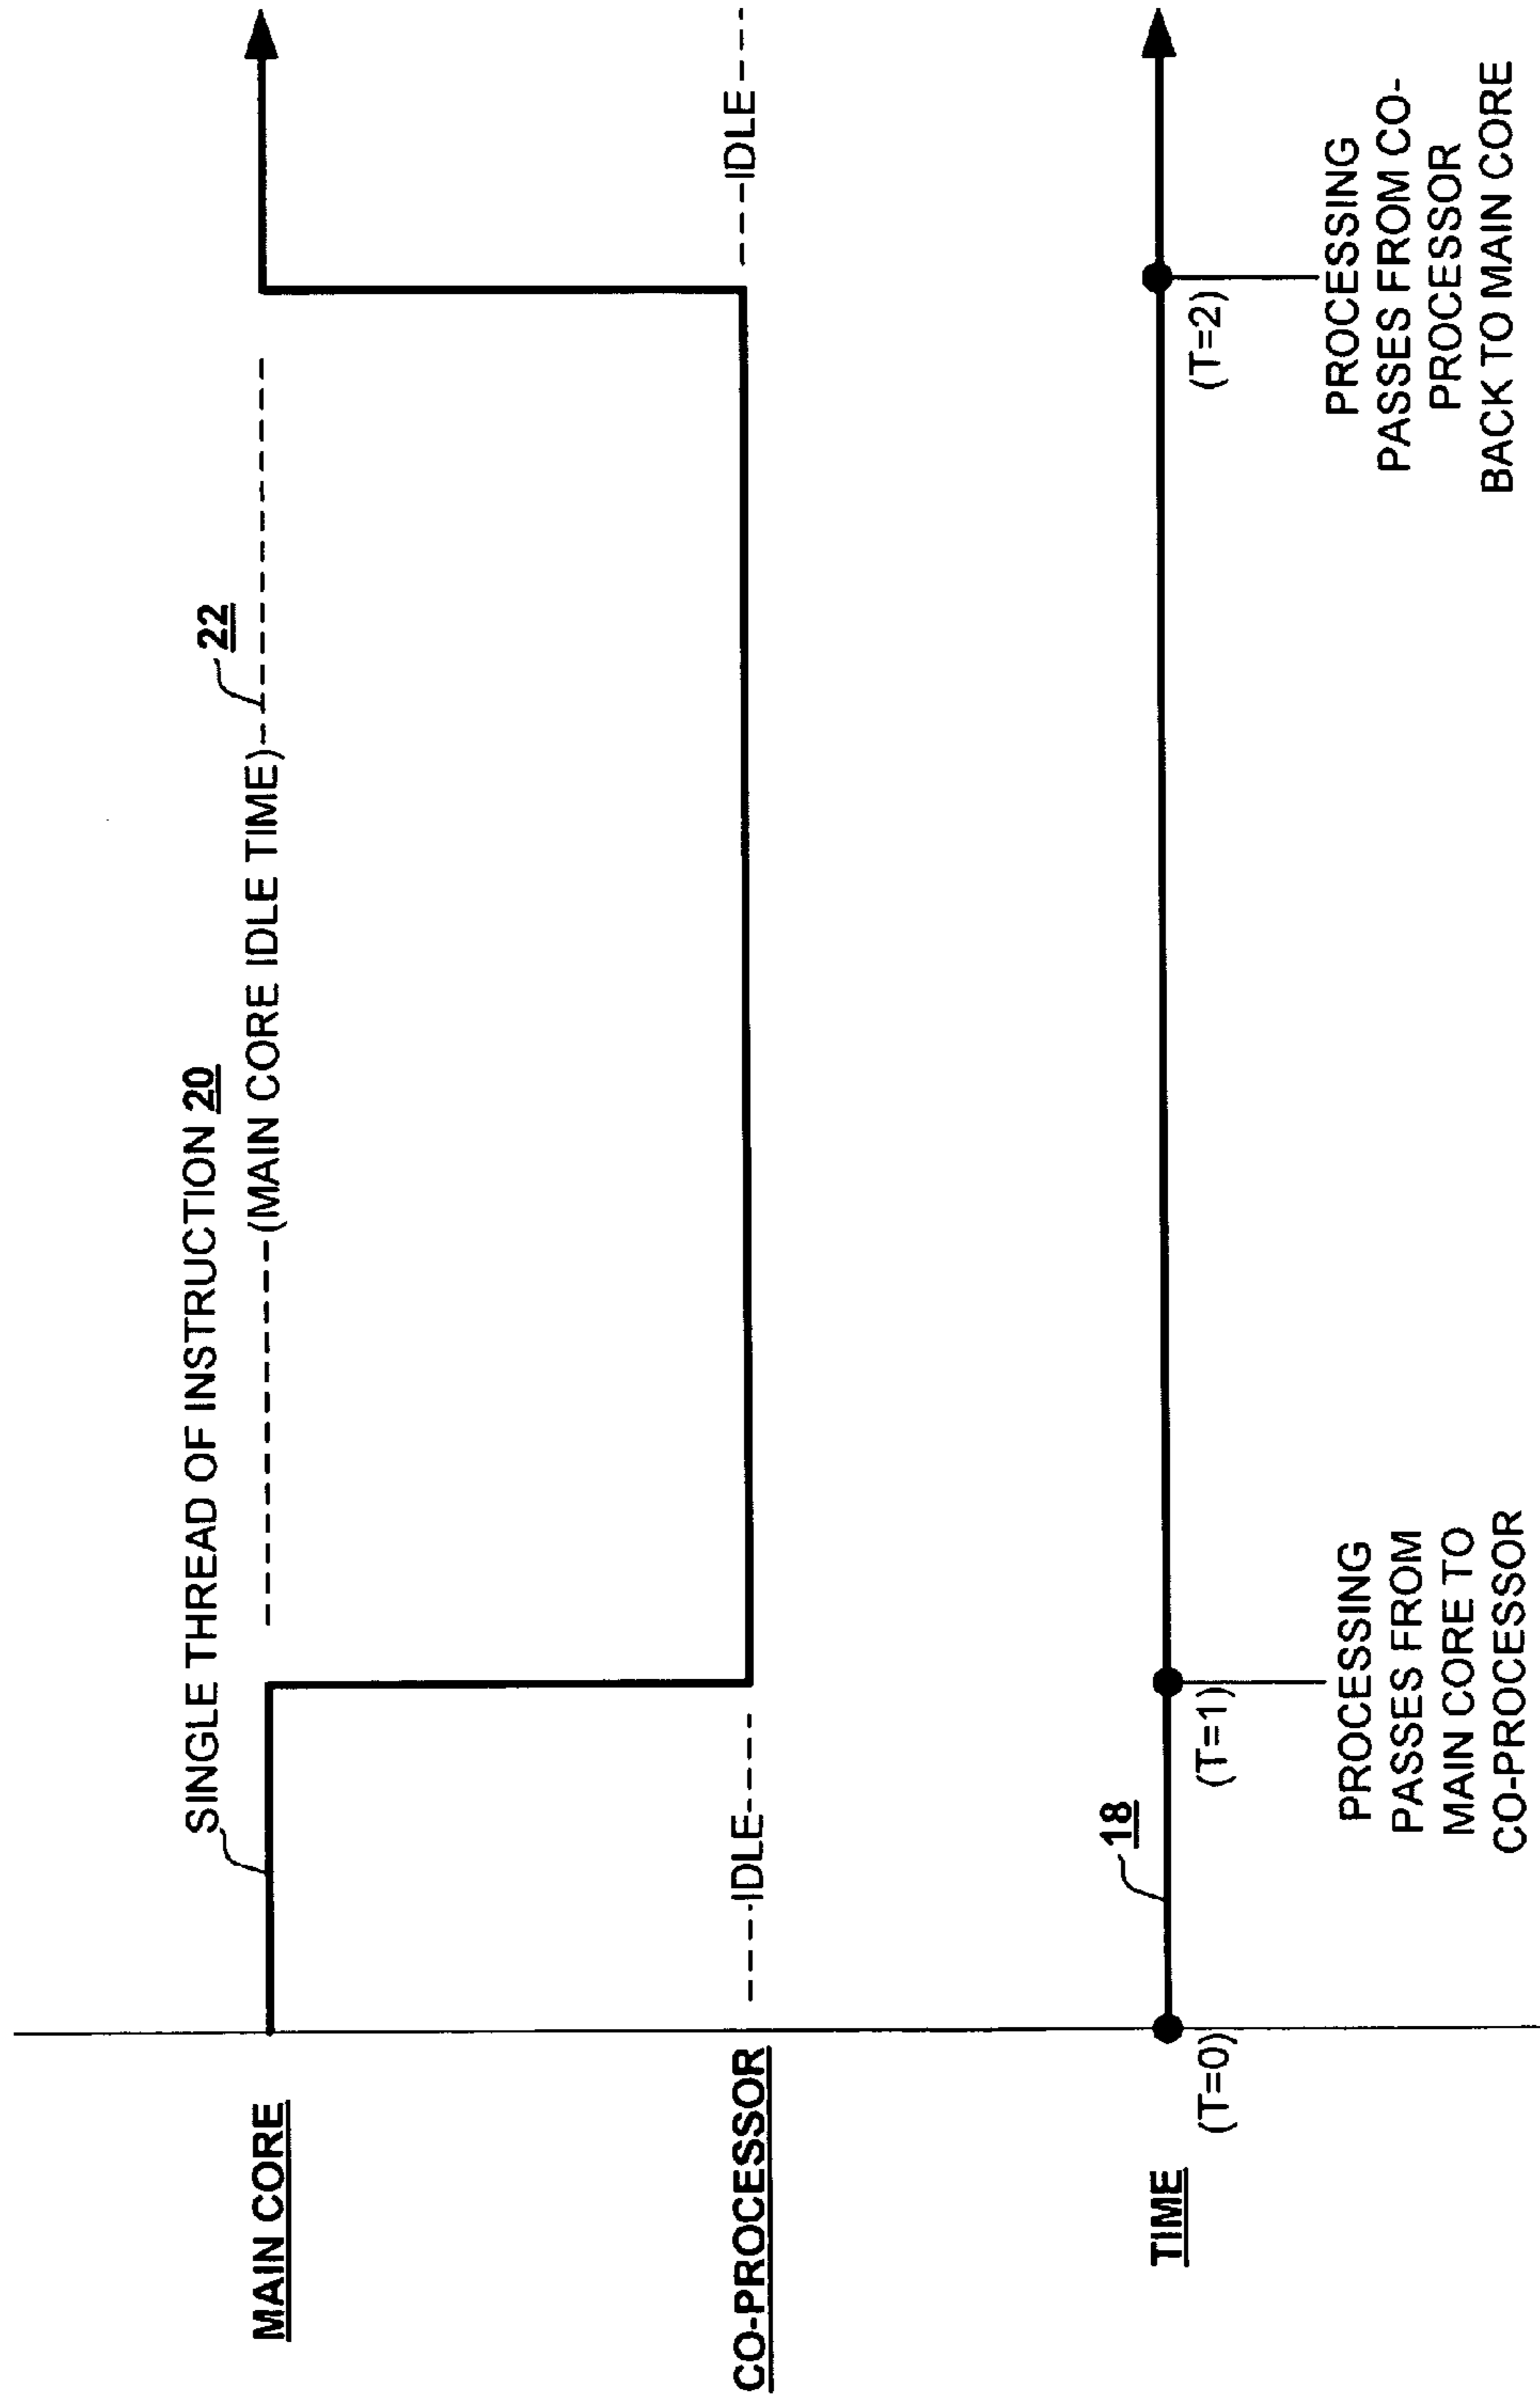 SINGLE THREAD OF INSTRUCTION 20
22
MAIN CORE
(MAIN CORE IDLE TIME)
CO-PROCESSOR
IDLE
IDLE
18
TIME
(T=0)
(T=1)
(T=2)
PROCESSING
PASSES FROM
MAIN CORE TO
CO-PROCESSOR
PROCESSING
PASSES FROM CO-
PROCESSOR
BACK TO MAIN CORE